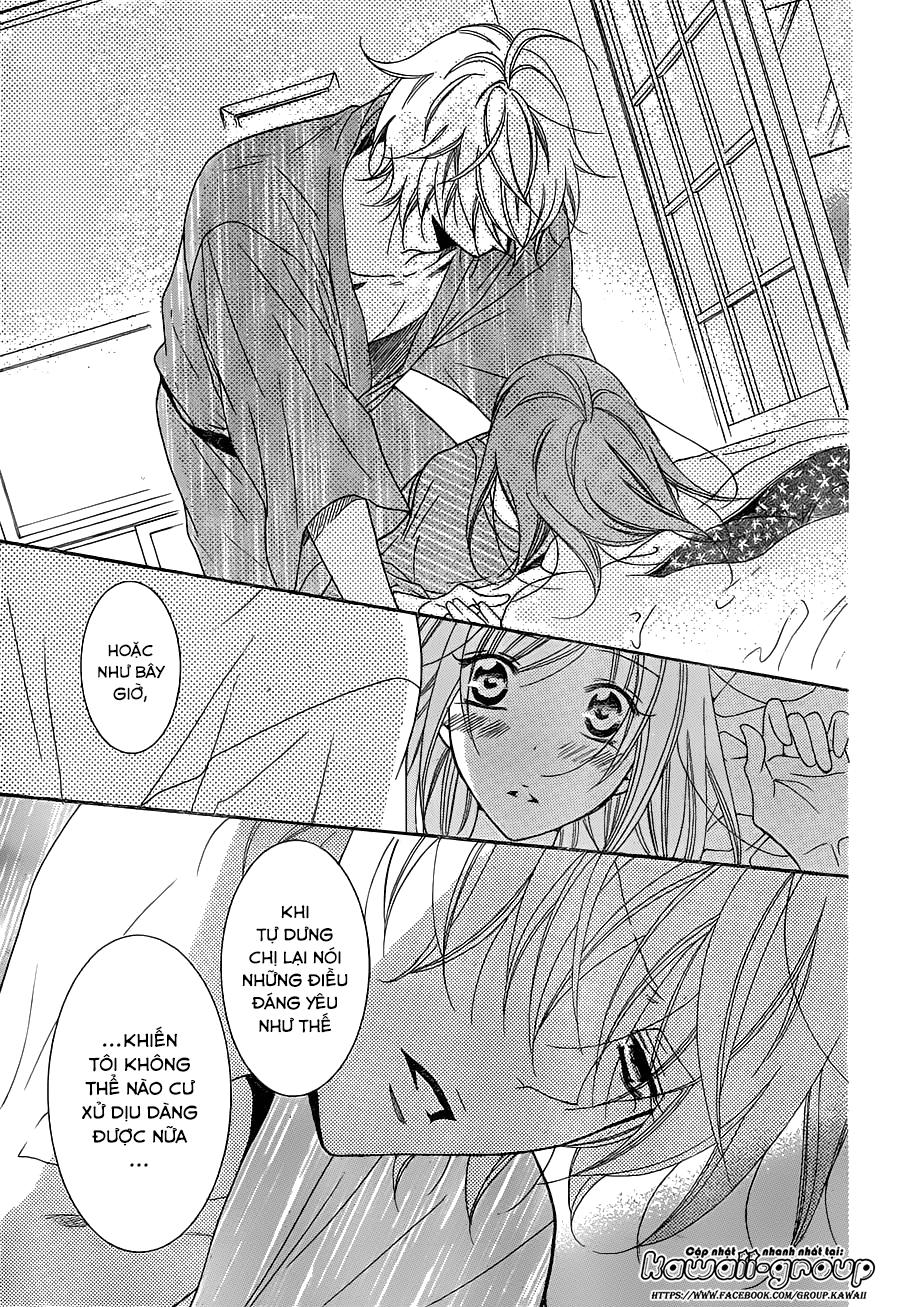 HOẶC
NHƯ BÂY
GIỜ,
KHI
TỰ DƯNG
CHỊ LẠI NÓI
NHỮNG ĐIỀU
ĐÁNG YÊU
NHƯ THẾ
...KHIẾN
TÔI KHÔNG
THỂ NÀO CƯ
XỬ DỊU DÀNG
ĐƯỢC NỮA
...
Cập nhật nhanh nhất tại:
kawaii-group
HTTPS://WWW.FACEBOOK.COM/GROUP.KAWAII